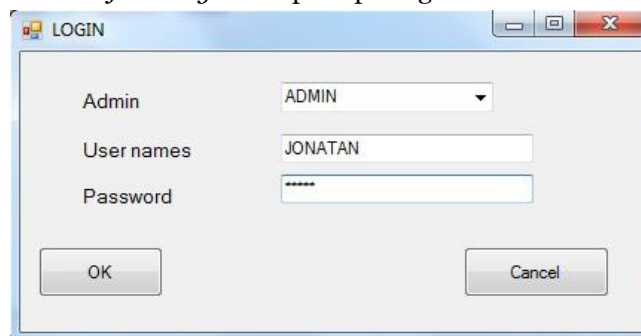 LOGIN
Admin ADMIN
User names JONATAN
Password *****
OK Cancel